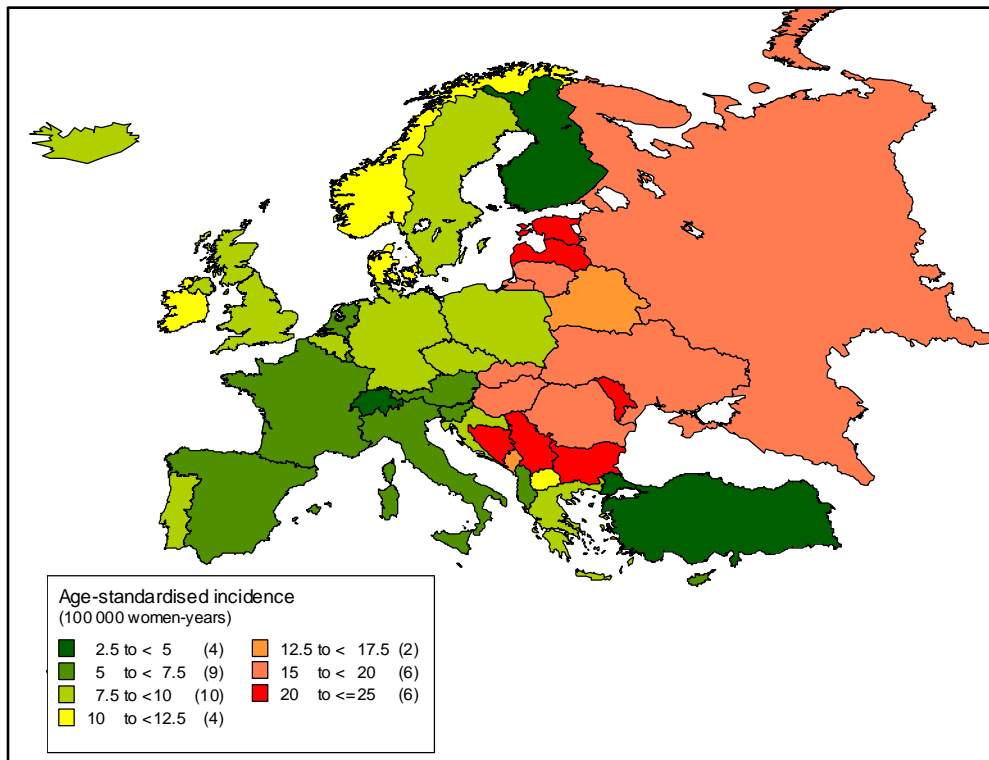 Age-standardised incidence
(100 000 women-years)
2.5 to < 5 (4)
5 to < 7.5 (9)
7.5 to <10 (10)
10 to <12.5 (4)
12.5 to < 17.5 (2)
15 to < 20 (6)
20 to <=25 (6)